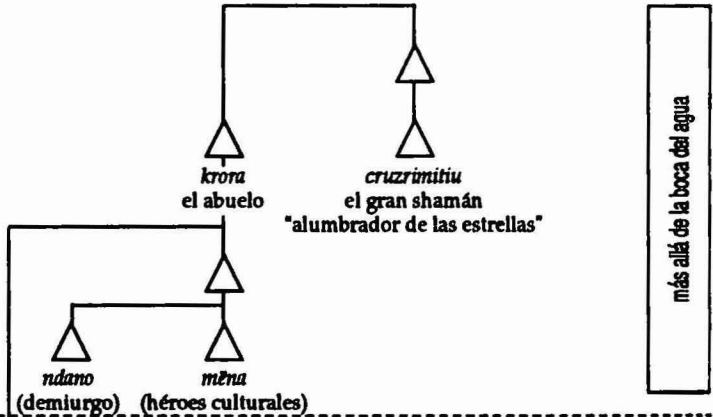 krora
el abuelo
cruzrimitiu
el gran shamán
"alumbrador de las estrellas"
más allá de la boca del agua
ndano
(demiurgo)
mẽna
(héroes culturales)